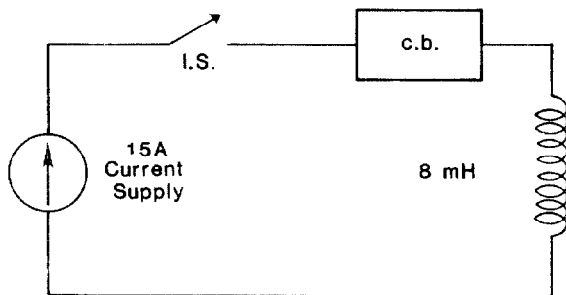 I.S.
c.b.
15A
Current
Supply
8 mH